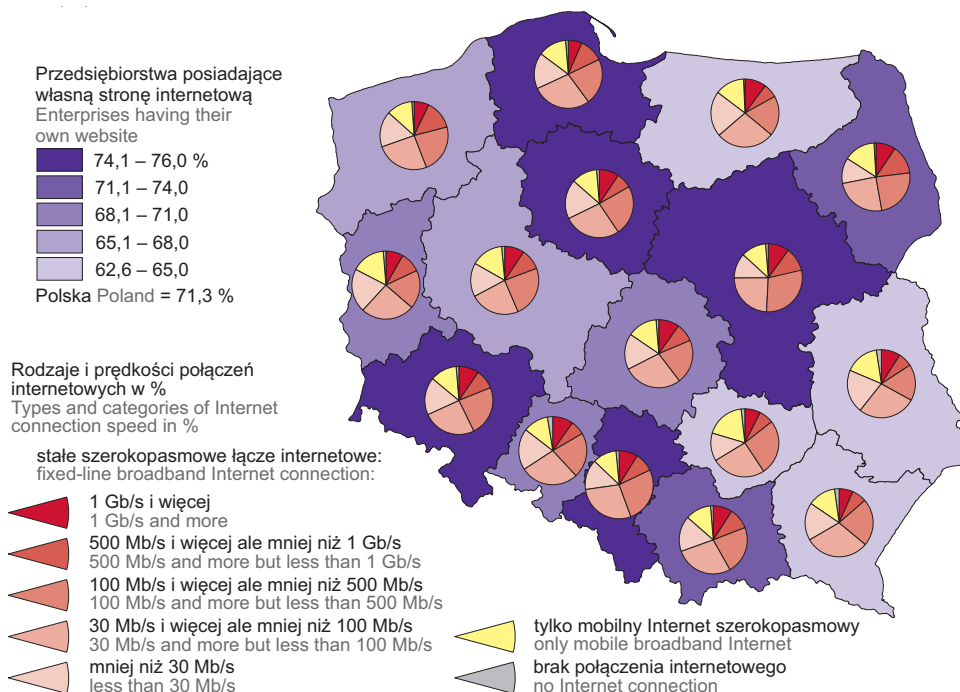 Przedsiębiorstwa posiadające
własną stronę internetową
Enterprises having their
own website
74,1 – 76,0 %
71,1 – 74,0
68,1 – 71,0
65,1 – 68,0
62,6 – 65,0
Polska Poland = 71,3 %
Rodzaje i prędkości połączeń
internetowych w %
Types and categories of Internet
connection speed in %
stałe szerokopasmowe łącze internetowe:
fixed-line broadband Internet connection:
1 Gb/s i więcej
1 Gb/s and more
500 Mb/s i więcej ale mniej niż 1 Gb/s
500 Mb/s and more but less than 1 Gb/s
100 Mb/s i więcej ale mniej niż 500 Mb/s
100 Mb/s and more but less than 500 Mb/s
30 Mb/s i więcej ale mniej niż 100 Mb/s
30 Mb/s and more but less than 100 Mb/s
mniej niż 30 Mb/s
less than 30 Mb/s
tylko mobilny Internet szerokopasmowy
only mobile broadband Internet
brak połączenia internetowego
no Internet connection